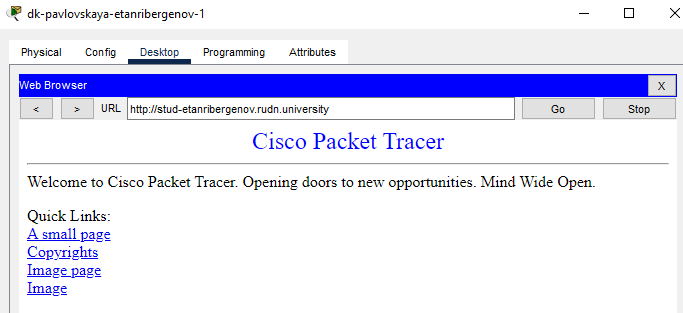 dk-pavlovskaya-etanribergenov-1
Physical Config Desktop Programming Attributes
Web Browser X
< > URL http://stud-etanribergenov.rudn.university Go Stop
Cisco Packet Tracer
Welcome to Cisco Packet Tracer. Opening doors to new opportunities. Mind Wide Open.
Quick Links:
A small page
Copyrights
Image page
Image